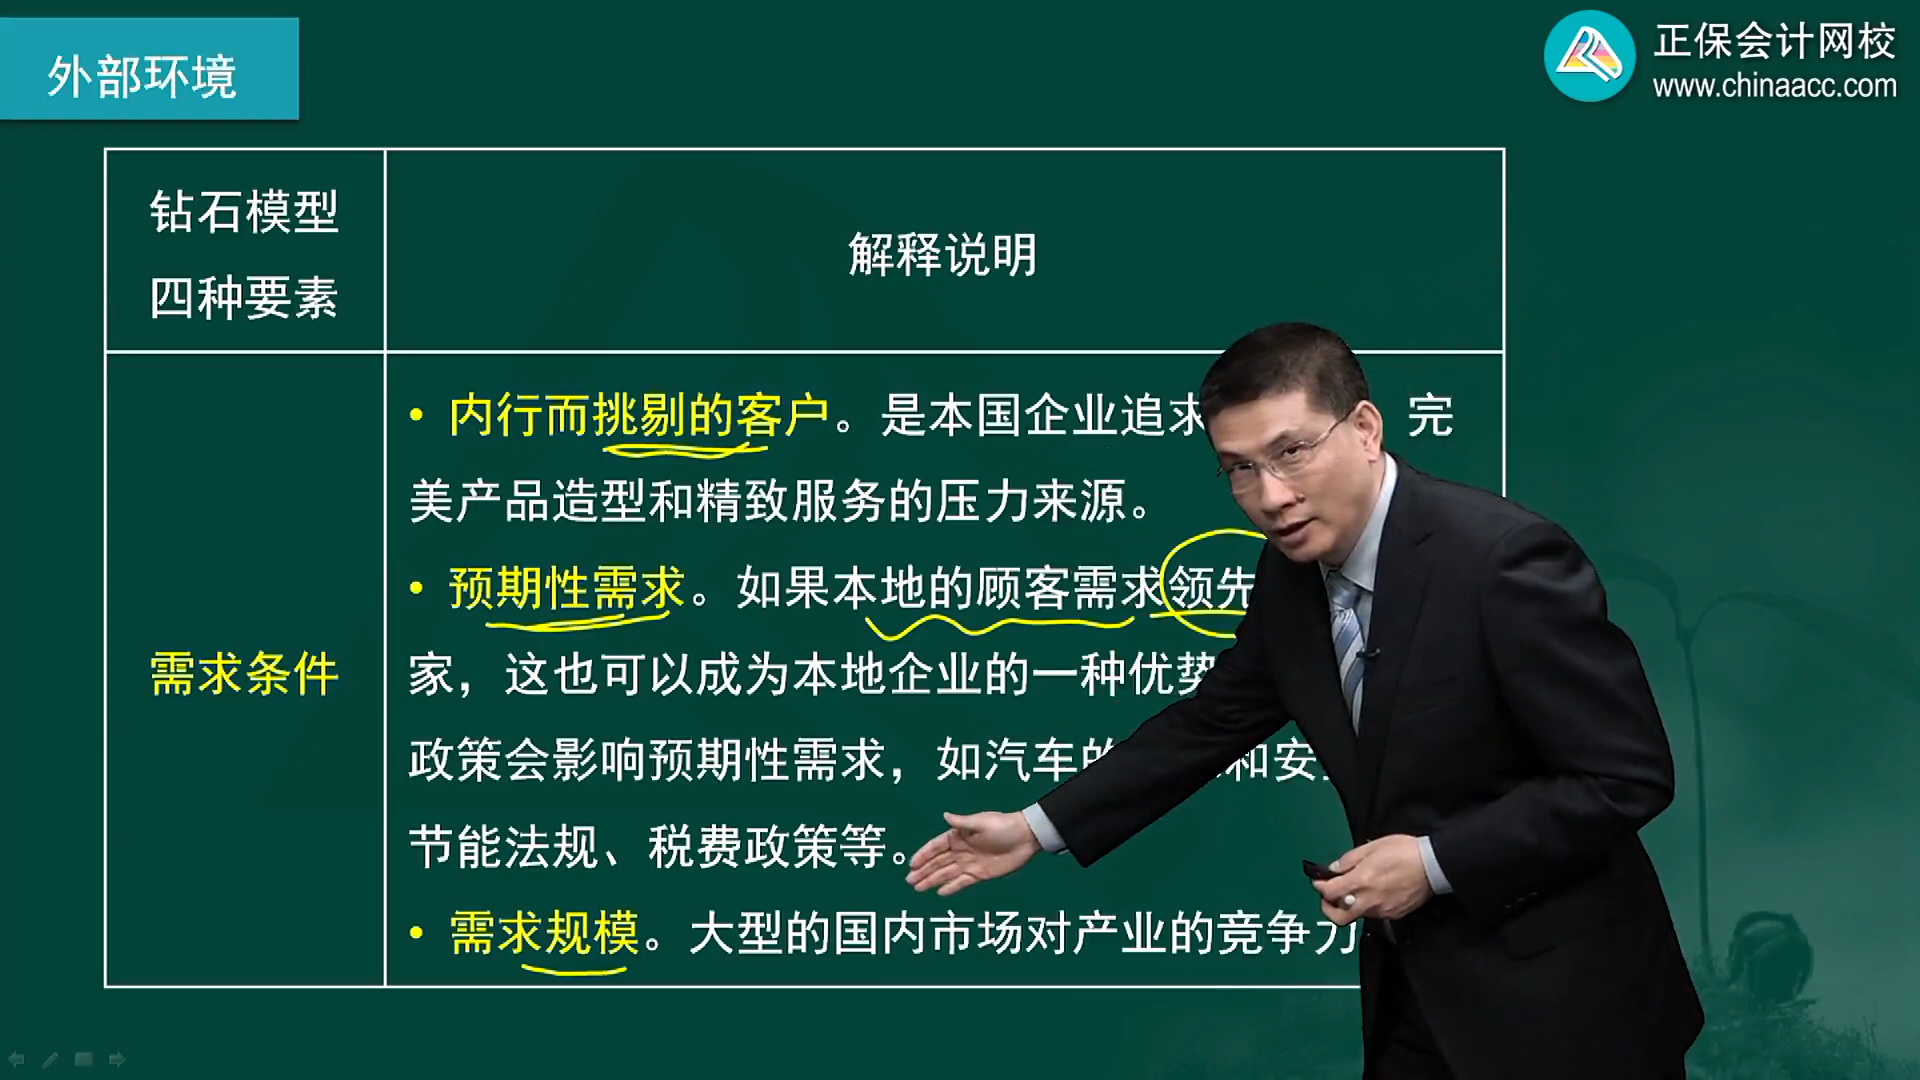 外部环境
正保会计网校
www.chinaacc.com
钻石模型
四种要素
解释说明
需求条件
• 内行而挑剔的客户。是本国企业追求 完
美产品造型和精致服务的压力来源。
• 预期性需求。如果本地的顾客需求领先
家，这也可以成为本地企业的一种优势
政策会影响预期性需求，如汽车的 和安
节能法规、税费政策等。
• 需求规模。大型的国内市场对产业的竞争力